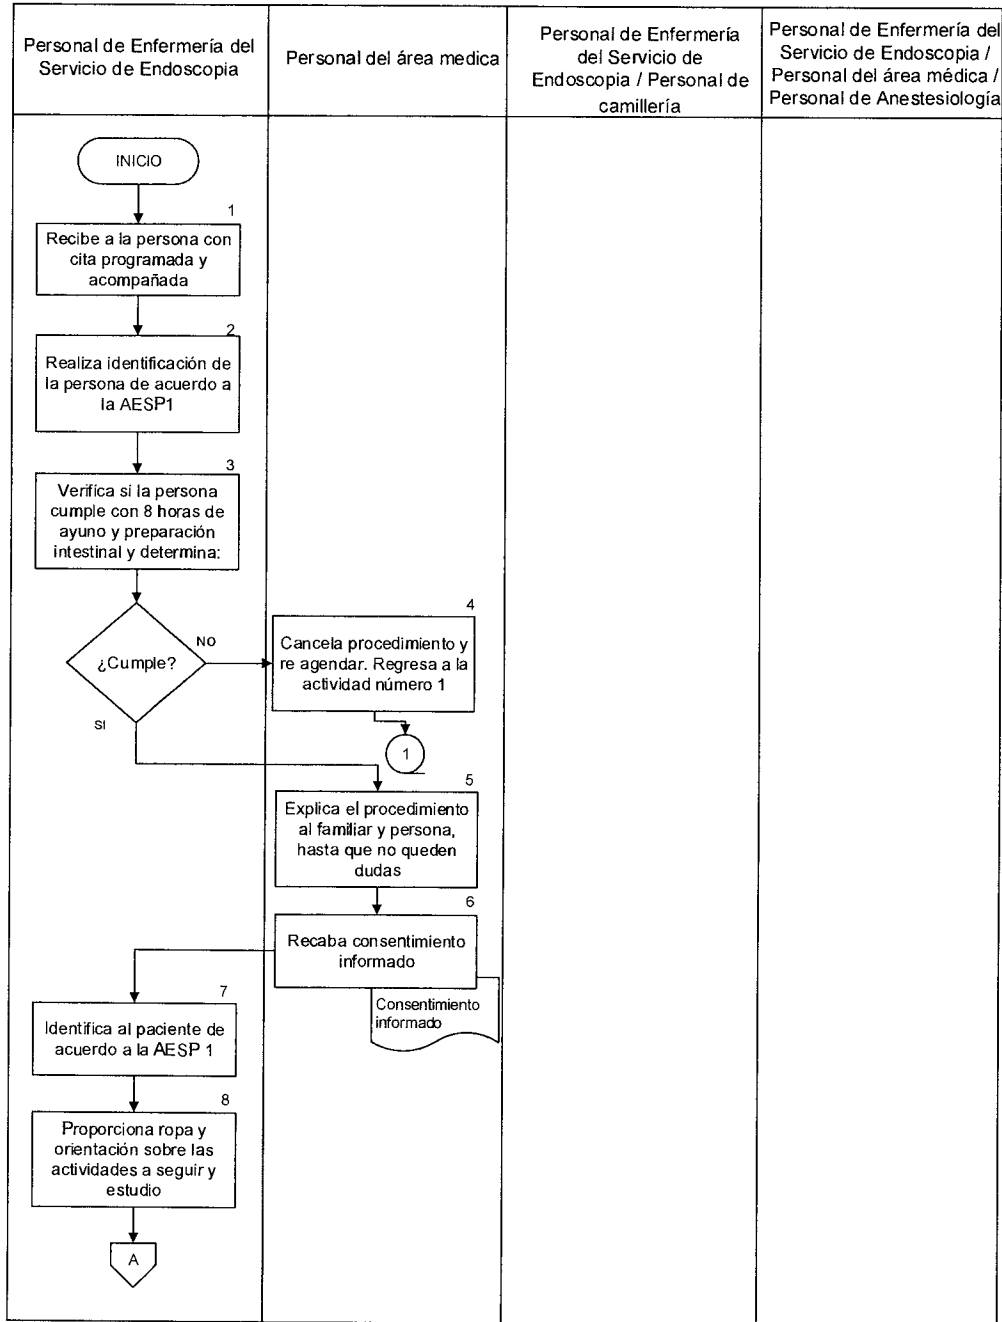 Personal de Enfermería del
Servicio de Endoscopia
Personal del área medica
Personal de Enfermería
del Servicio de
Endoscopia / Personal de
camillería
Personal de Enfermería del
Servicio de Endoscopia /
Personal del área médica /
Personal de Anestesiología
INICIO
1
Recibe a la persona con
cita programada y
acompañada
2
Realiza identificación de
la persona de acuerdo a
la AESP1
3
Verifica si la persona
cumple con 8 horas de
ayuno y preparación
intestinal y determina:
¿Cumple?
NO
SI
4
Cancela procedimiento y
re agendar. Regresa a la
actividad número 1
1
5
Explica el procedimiento
al familiar y persona,
hasta que no queden
dudas
6
Recaba consentimiento
informado
Consentimiento
informado
7
Identifica al paciente de
acuerdo a la AESP 1
8
Proporciona ropa y
orientación sobre las
actividades a seguir y
estudio
A